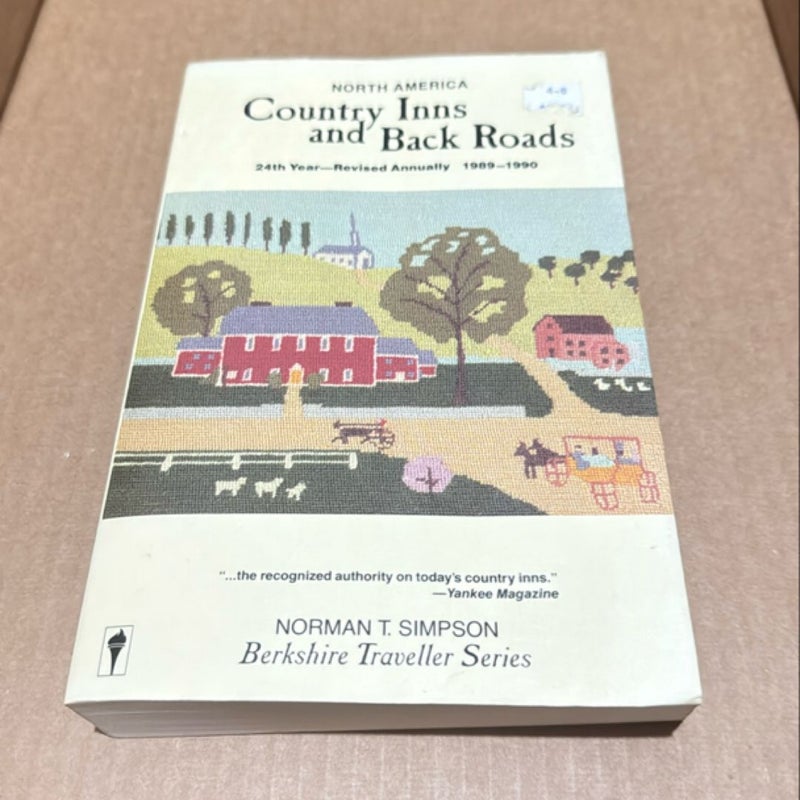 NORTH AMERICA
Country Inns
and Back Roads
24th Year—Revised Annually 1989–1990
"...the recognized authority on today's country inns."
—Yankee Magazine
NORMAN T. SIMPSON
Berkshire Traveller Series